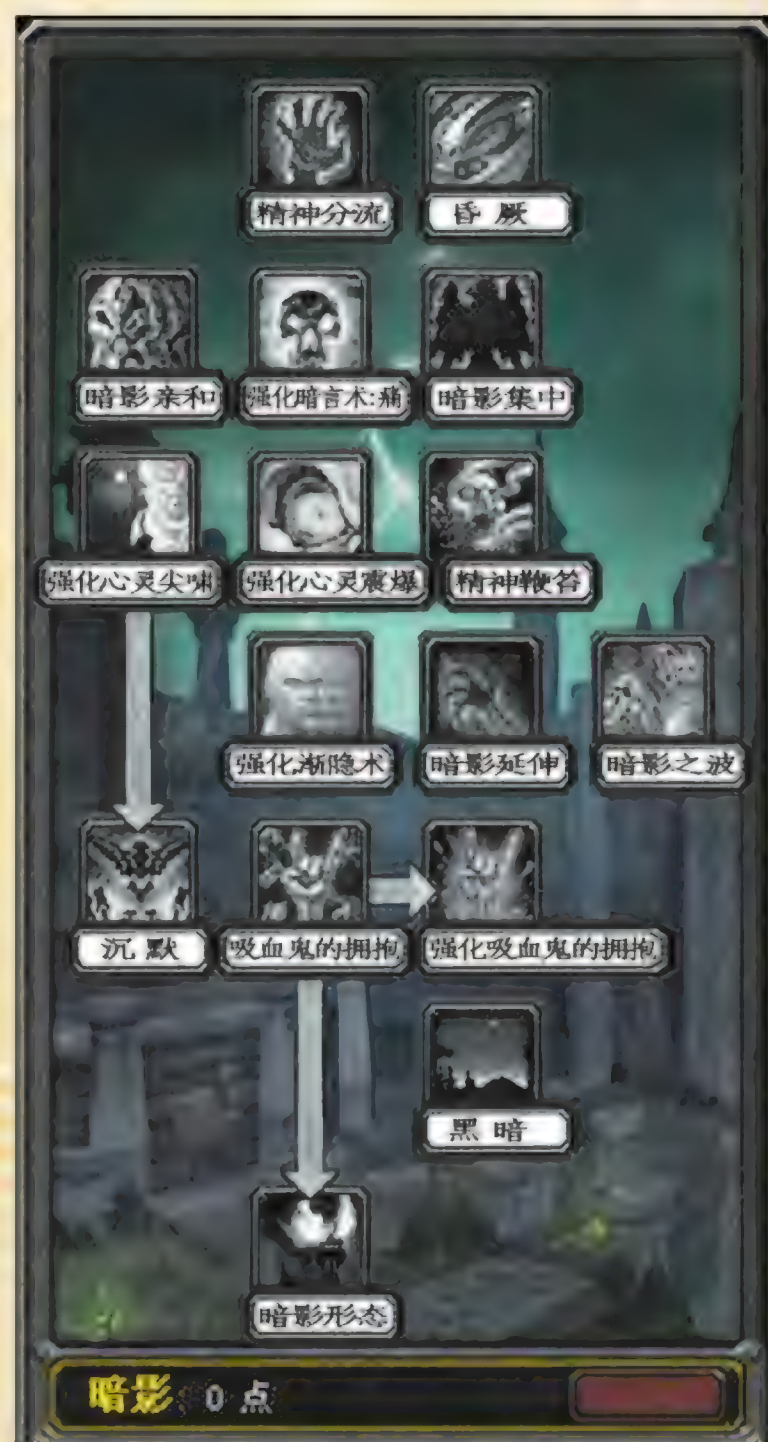 精神分流
昏厥
暗影亲和
强化暗言术:痛
暗影集中
强化心灵尖啸
强化心灵震爆
精神鞭笞
强化渐隐术
暗影延伸
暗影之波
沉默
吸血鬼的拥抱
强化吸血鬼的拥抱
黑暗
暗影形态
暗影 0 点